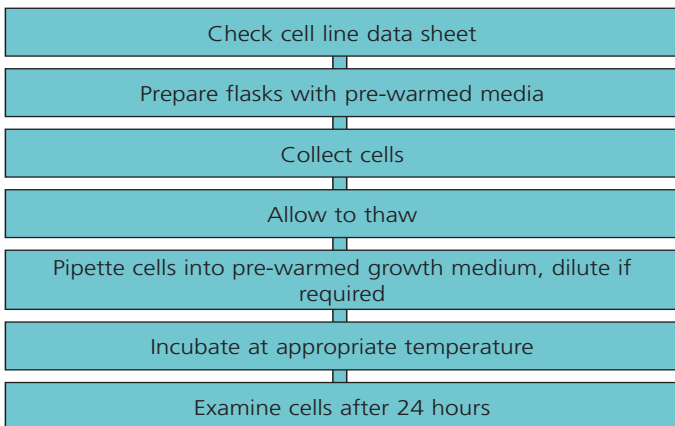 Check cell line data sheet
Prepare flasks with pre-warmed media
Collect cells
Allow to thaw
Pipette cells into pre-warmed growth medium, dilute if
required
Incubate at appropriate temperature
Examine cells after 24 hours